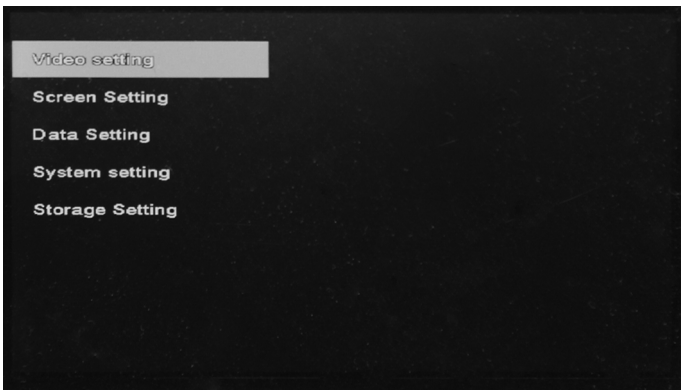 Video setting
Screen Setting
Data Setting
System setting
Storage Setting